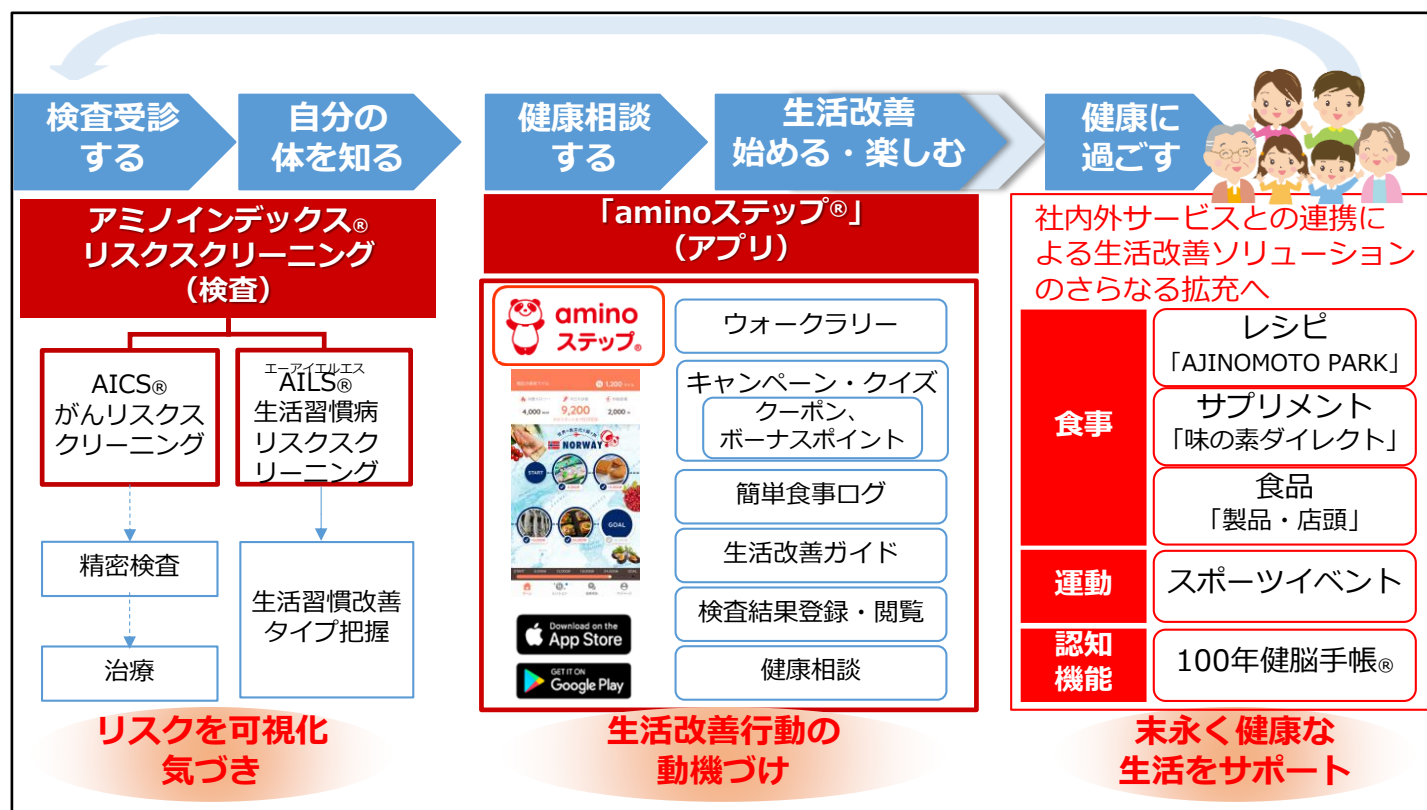 検査受診
する
自分の
体を知る
健康相談
する
生活改善
始める・楽しむ
健康に
過ごす
アミノインデックス®
リスクスクリーニング
（検査）
AICS®
がんリスクス
クリーニング
エーアイエルエス
AILS®
生活習慣病
リスクスク
リーニング
精密検査
治療
生活習慣改善
タイプ把握
リスクを可視化
気づき
「aminoステップ®」
（アプリ）
amino
ステップ®
1,200
4,000
9,200
2,000
NORWAY
START
GOAL
Download on the
App Store
GET IT ON
Google Play
ウォークラリー
キャンペーン・クイズ
クーポン、
ボーナスポイント
簡単食事ログ
生活改善ガイド
検査結果登録・閲覧
健康相談
生活改善行動の
動機づけ
社内外サービスとの連携に
よる生活改善ソリューション
のさらなる拡充へ
食事
レシピ
「AJINOMOTO PARK」
サプリメント
「味の素ダイレクト」
食品
「製品・店頭」
運動
スポーツイベント
認知
機能
100年健脳手帳®
末永く健康な
生活をサポート